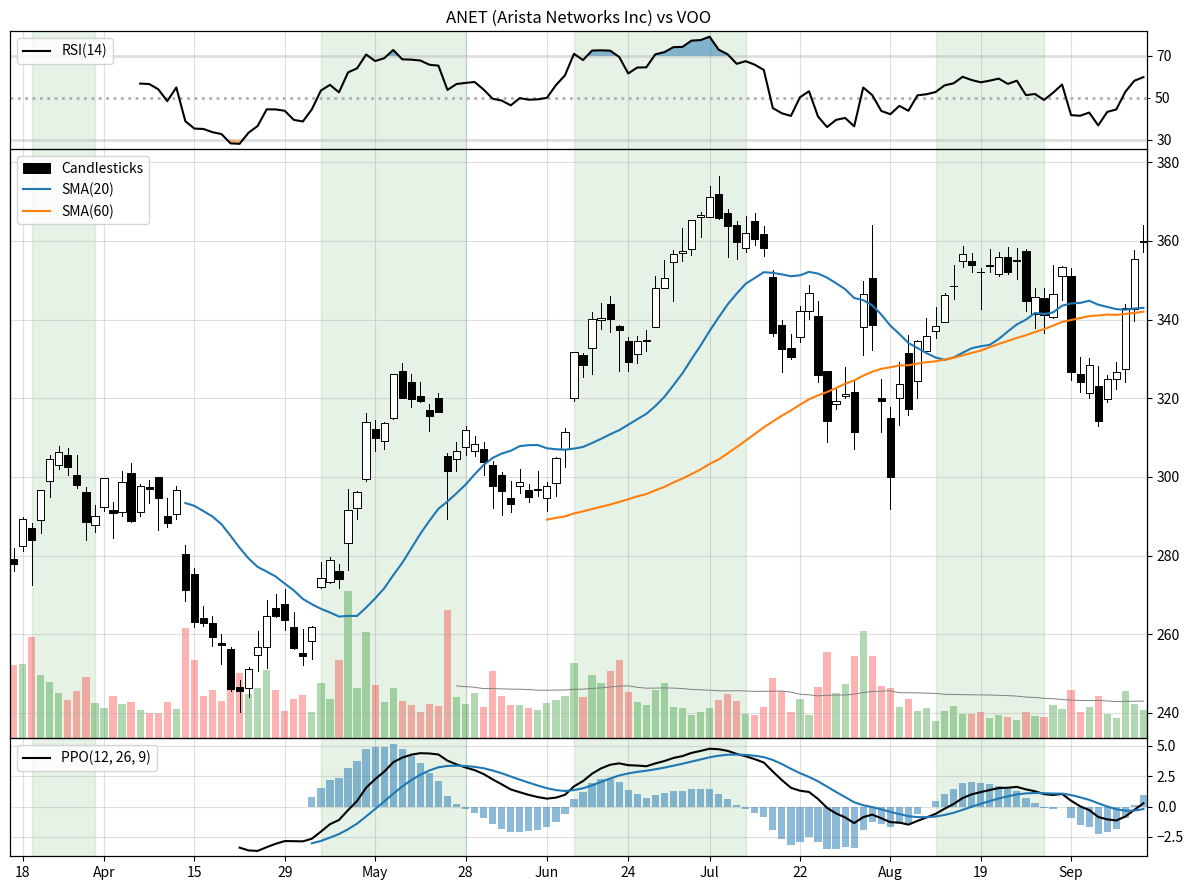 ANET (Arista Networks Inc) vs VOO
RSI(14)
70
50
30
Candlesticks
SMA(20)
SMA(60)
380
360
340
320
300
280
260
240
PPO(12, 26, 9)
5.0
2.5
0.0
−2.5
18 Apr 15 29 May 28 Jun 24 Jul 22 Aug 19 Sep